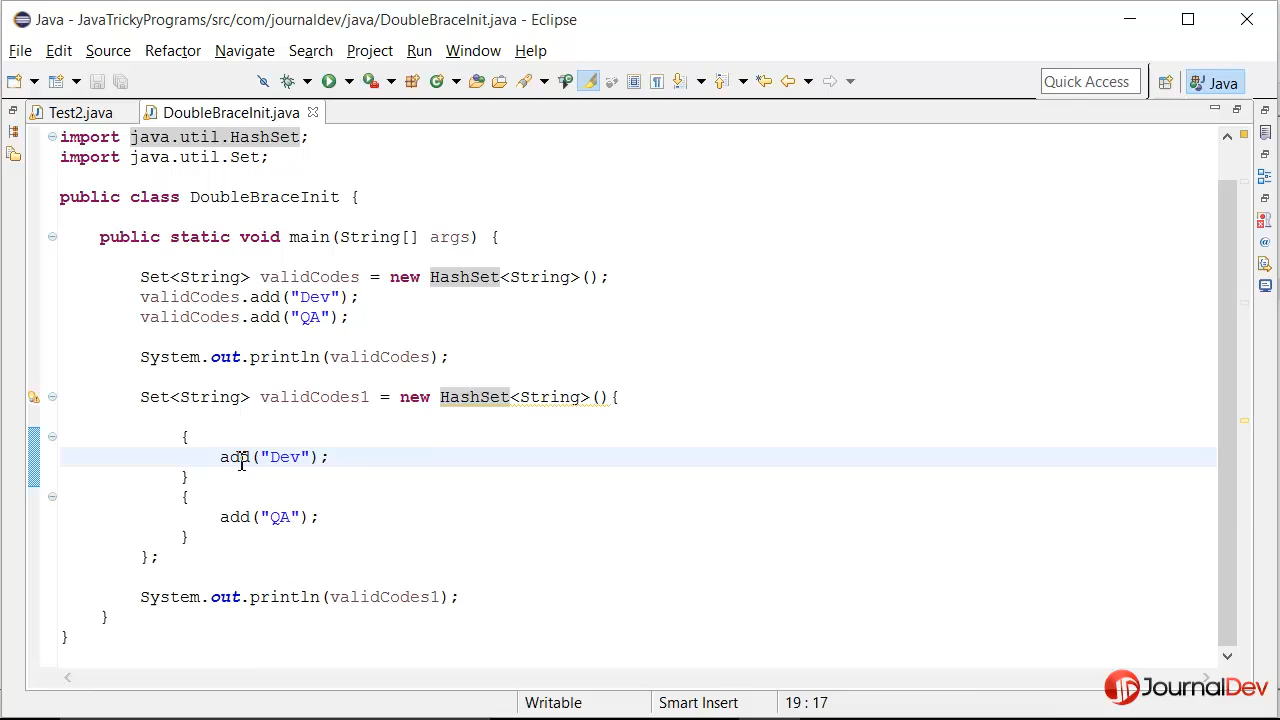 Java - JavaTrickyPrograms/src/com/journaldev/java/DoubleBraceInit.java - Eclipse
File Edit Source Refactor Navigate Search Project Run Window Help
Quick Access Java
Test2.java DoubleBraceInit.java
import java.util.HashSet;
import java.util.Set;
public class DoubleBraceInit {
public static void main(String[] args) {
Set<String> validCodes = new HashSet<String>();
validCodes.add("Dev");
validCodes.add("QA");
System.out.println(validCodes);
Set<String> validCodes1 = new HashSet<String>(){
{
add("Dev");
}
{
add("QA");
}
};
System.out.println(validCodes1);
}
}
Writable Smart Insert 19 : 17
JournalDev